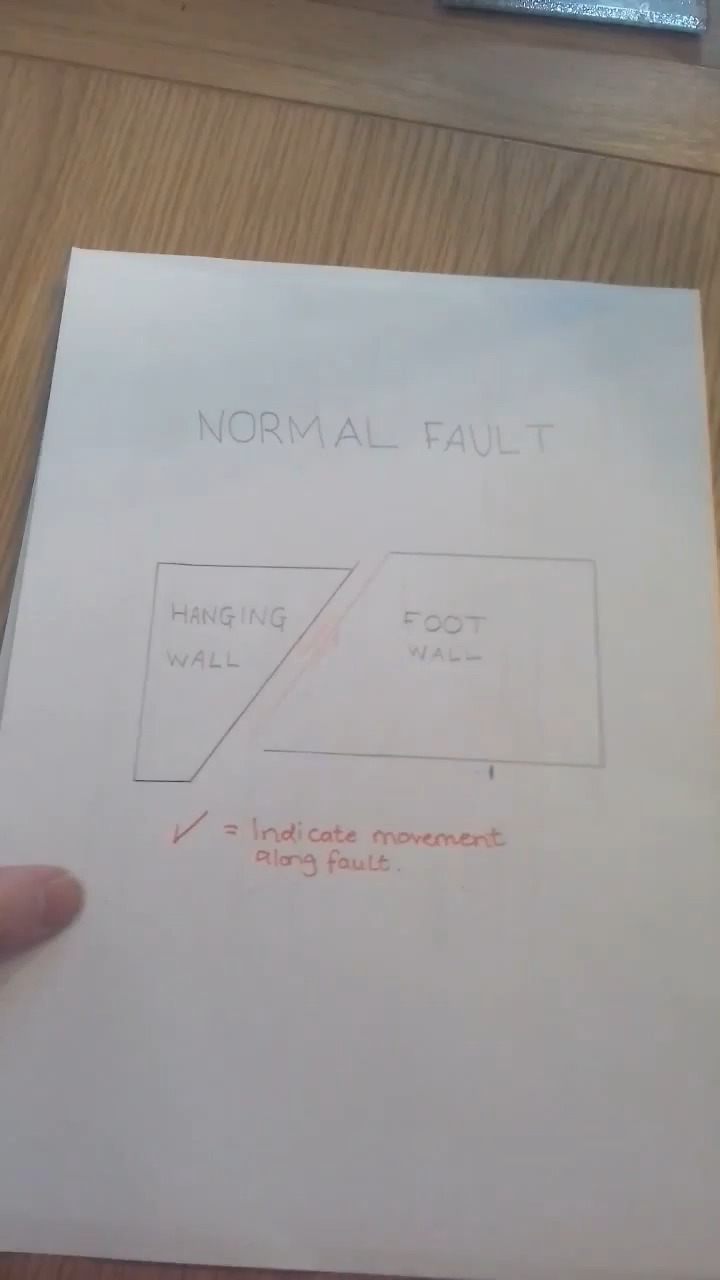 NORMAL FAULT
HANGING
WALL
FOOT
WALL
✓ = Indicate movement
along fault.